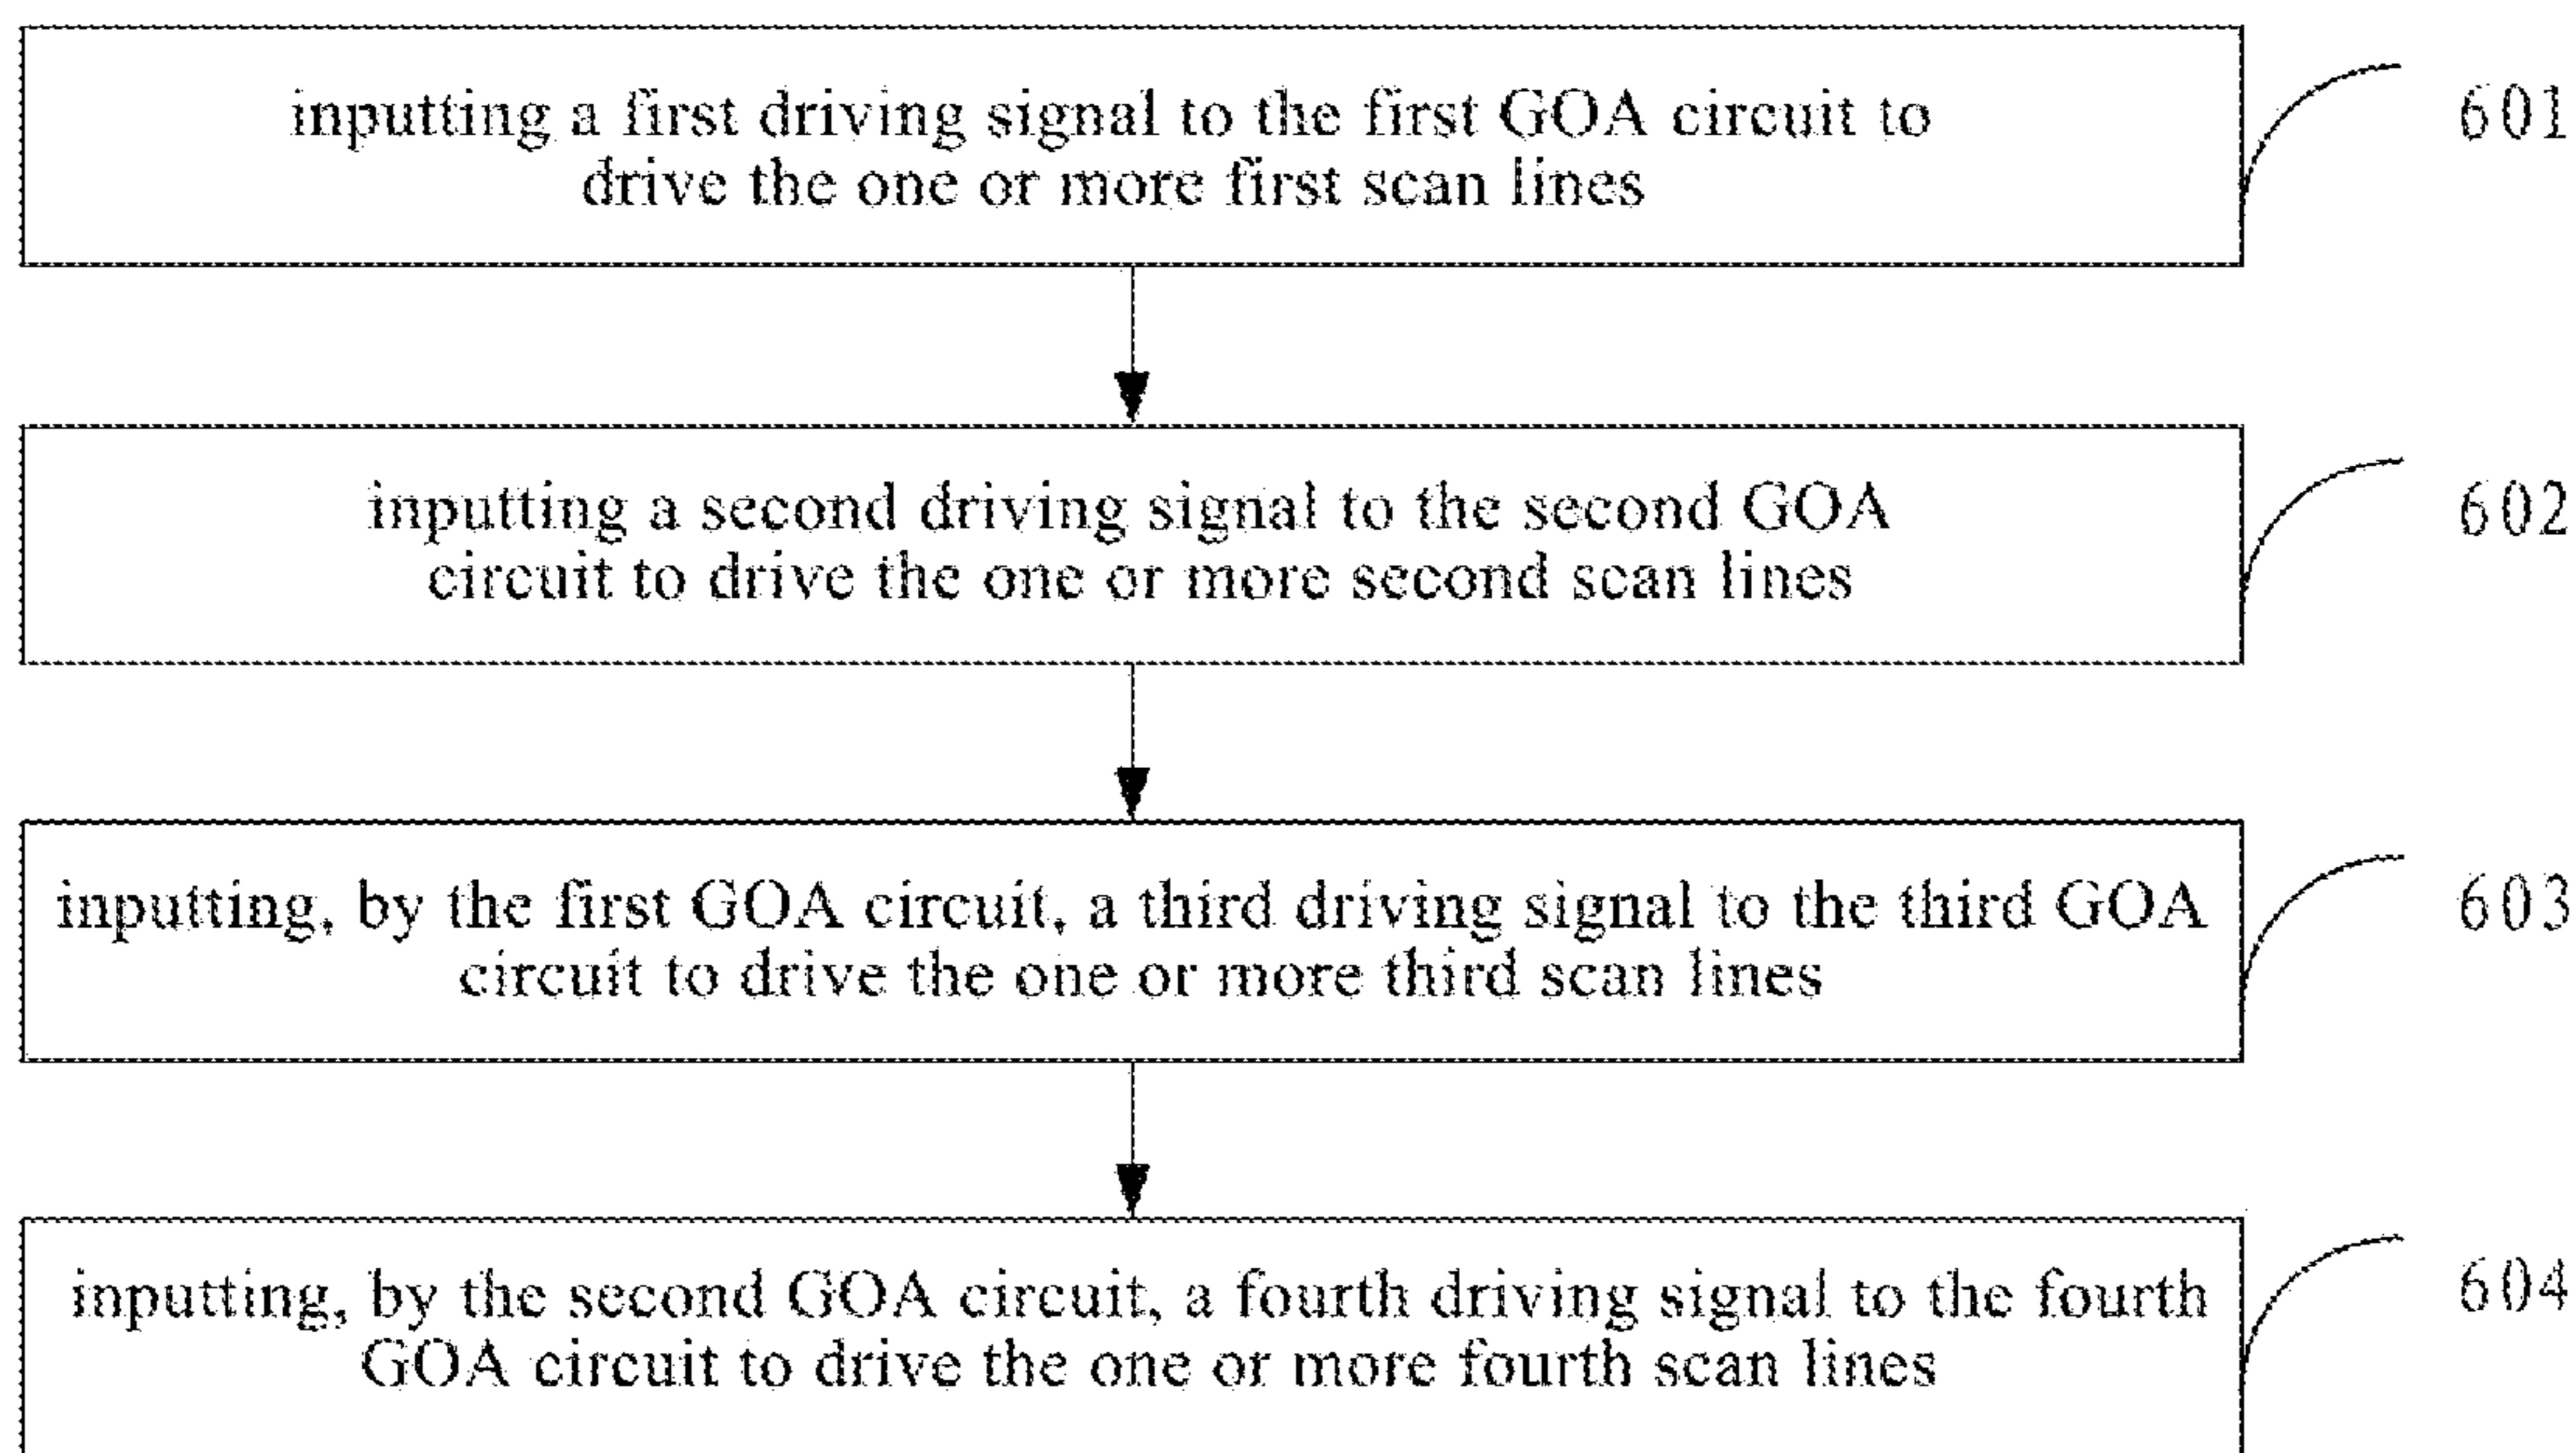 inputting a first driving signal to the first GOA circuit to
drive the one or more first scan lines
601
inputting a second driving signal to the second GOA
circuit to drive the one or more second scan lines
602
inputting, by the first GOA circuit, a third driving signal to the third GOA
circuit to drive the one or more third scan lines
603
inputting, by the second GOA circuit, a fourth driving signal to the fourth
GOA circuit to drive the one or more fourth scan lines
604